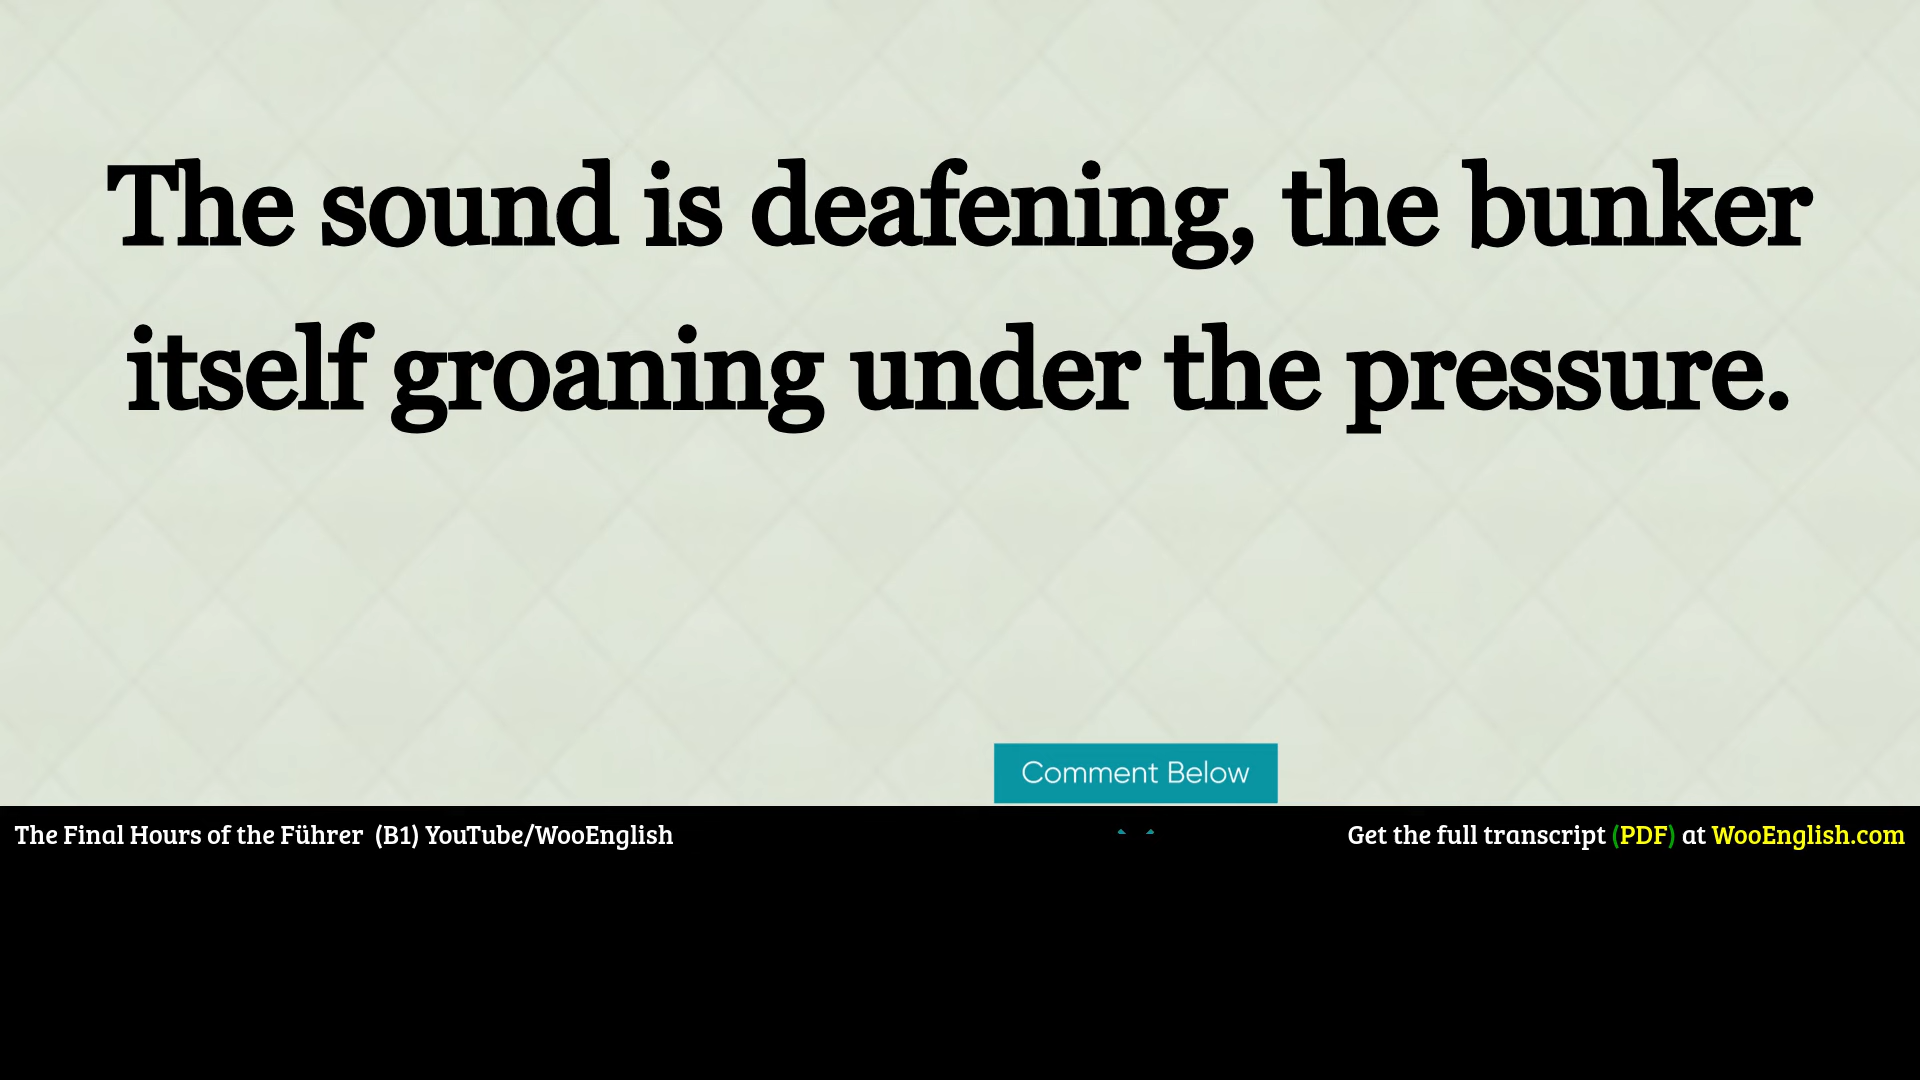 The sound is deafening, the bunker
itself groaning under the pressure.
Comment Below
The Final Hours of the Führer (B1) YouTube/WooEnglish
Get the full transcript (PDF) at WooEnglish.com